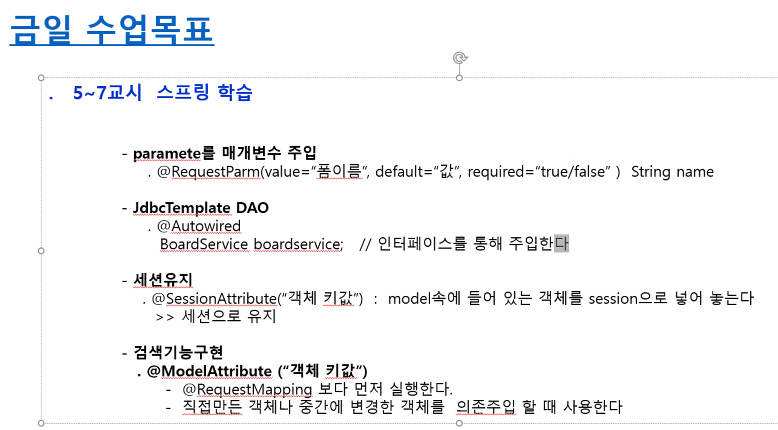 금일 수업목표
. 5~7교시 스프링 학습
- paramete를 매개변수 주입
. @RequestParm(value=“폼이름”, default=“값”, required=“true/false” ) String name
- JdbcTemplate DAO
. @Autowired
BoardService boardservice; // 인터페이스를 통해 주입한다
- 세션유지
. @SessionAttribute(“객체 키값”) : model속에 들어 있는 객체를 session으로 넣어 놓는다
>> 세션으로 유지
- 검색기능구현
. @ModelAttribute (“객체 키값”)
- @RequestMapping 보다 먼저 실행한다.
- 직접만든 객체나 중간에 변경한 객체를 의존주입 할 때 사용한다